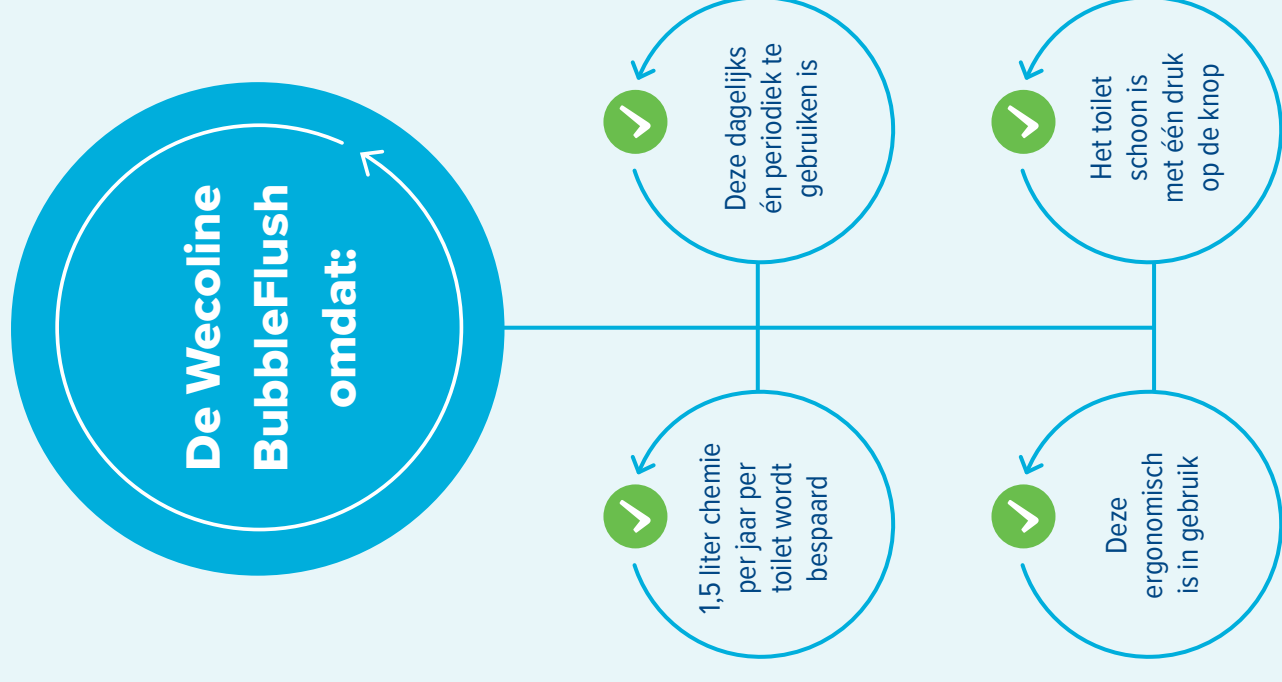 De Wecoline
BubbleFlush
omdat:
1,5 liter chemie
per jaar per
toilet wordt
bespaard
Deze dagelijks
én periodiek te
gebruiken is
Deze
ergonomisch
is in gebruik
Het toilet
schoon is
met één druk
op de knop